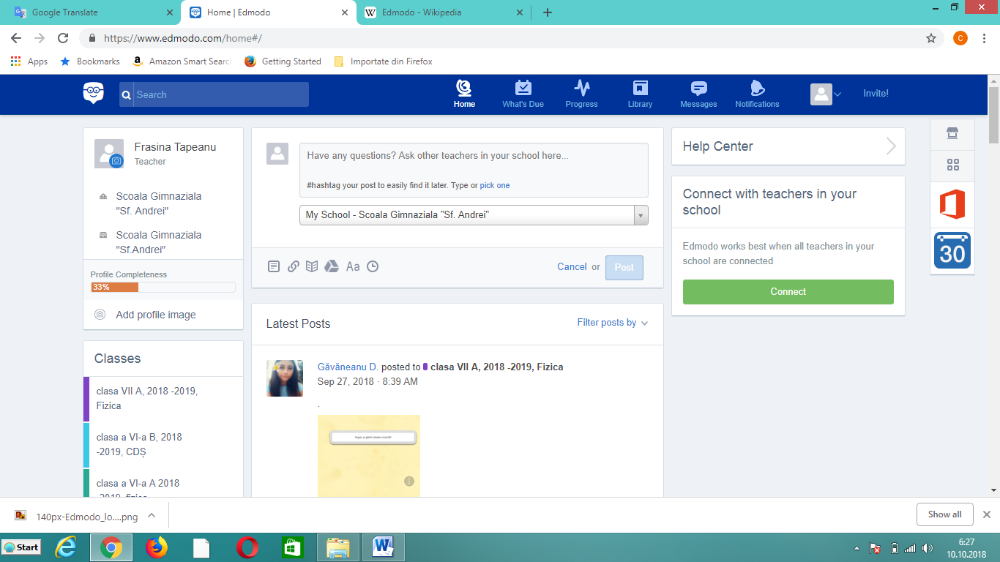 Google Translate
Home | Edmodo
Edmodo - Wikipedia
https://www.edmodo.com/home#/
C
Apps
Bookmarks
Amazon Smart Searc
Getting Started
Importate din Firefox
Search
Home
What's Due
Progress
Library
Messages
Notifications
Invite!
Frasina Tapeanu
Teacher
Scoala Gimnaziala
"Sf. Andrei"
Scoala Gimnaziala
"Sf.Andrei"
Profile Completeness
33%
Add profile image
Classes
clasa VII A, 2018 -2019,
Fizica
clasa a VI-a B, 2018
-2019, CDȘ
clasa a VI-a A 2018
-2019, fizica
Have any questions? Ask other teachers in your school here...
#hashtag your post to easily find it later. Type or pick one
My School - Scoala Gimnaziala "Sf. Andrei"
Aa
Cancel or Post
Latest Posts
Filter posts by
Găvăneanu D. posted to clasa VII A, 2018 -2019, Fizica
Sep 27, 2018 · 8:39 AM
.
Help Center
Connect with teachers in your
school
Edmodo works best when all teachers in your
school are connected
Connect
30
140px-Edmodo_lo....png
Show all
Start
6:27
10.10.2018